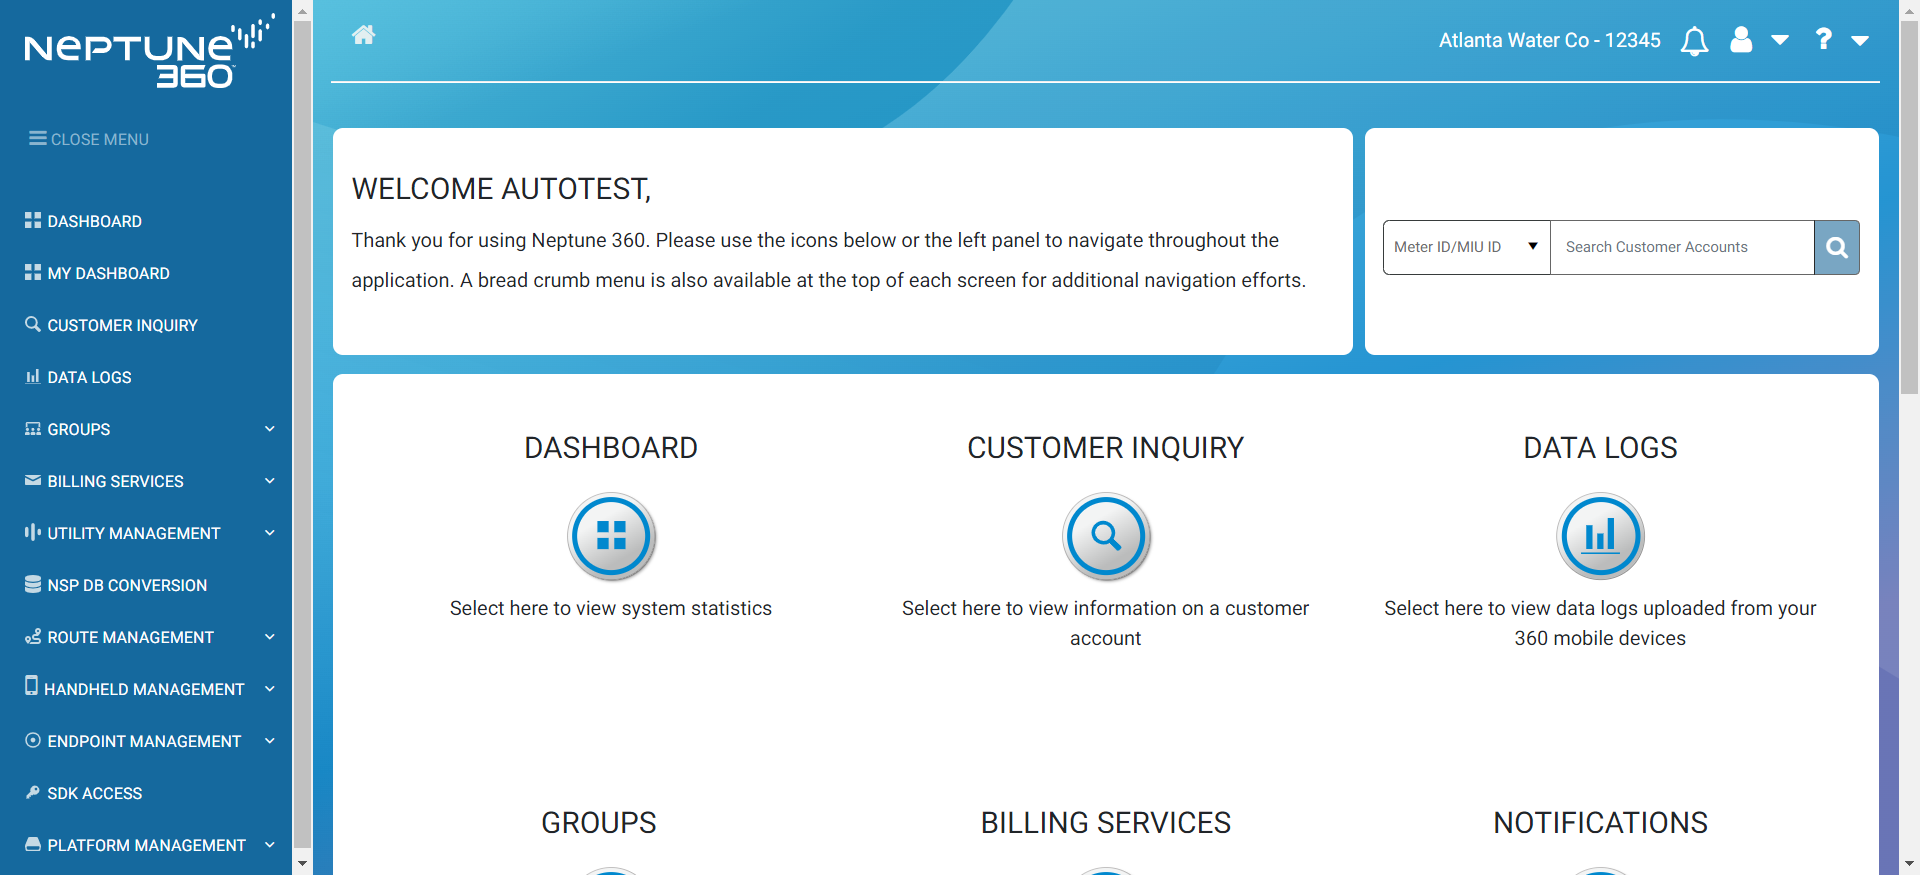 NEPTUNE
360
CLOSE MENU
DASHBOARD
MY DASHBOARD
CUSTOMER INQUIRY
DATA LOGS
GROUPS
BILLING SERVICES
UTILITY MANAGEMENT
NSP DB CONVERSION
ROUTE MANAGEMENT
HANDHELD MANAGEMENT
ENDPOINT MANAGEMENT
SDK ACCESS
PLATFORM MANAGEMENT
Atlanta Water Co - 12345
?
WELCOME AUTOTEST,
Thank you for using Neptune 360. Please use the icons below or the left panel to navigate throughout the
application. A bread crumb menu is also available at the top of each screen for additional navigation efforts.
Meter ID/MIU ID
Search Customer Accounts
DASHBOARD
Select here to view system statistics
CUSTOMER INQUIRY
Select here to view information on a customer
account
DATA LOGS
Select here to view data logs uploaded from your
360 mobile devices
GROUPS
BILLING SERVICES
NOTIFICATIONS